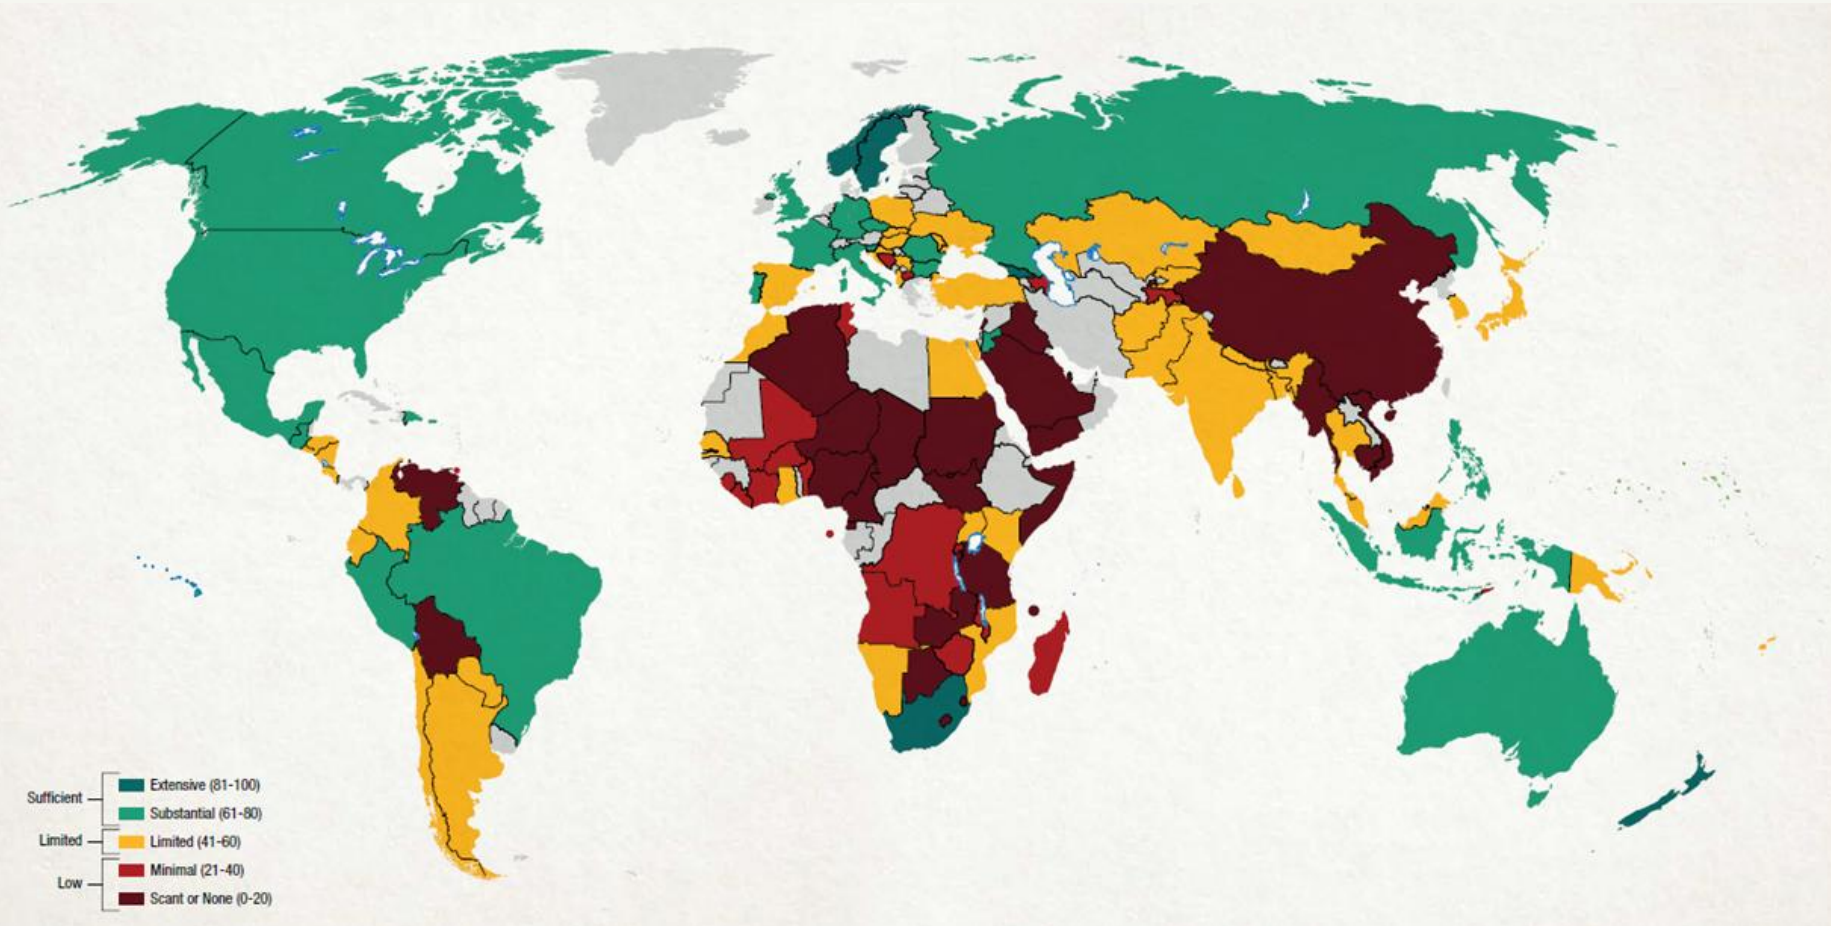 Sufficient
Extensive (81-100)
Substantial (61-80)
Limited
Limited (41-60)
Low
Minimal (21-40)
Scant or None (0-20)